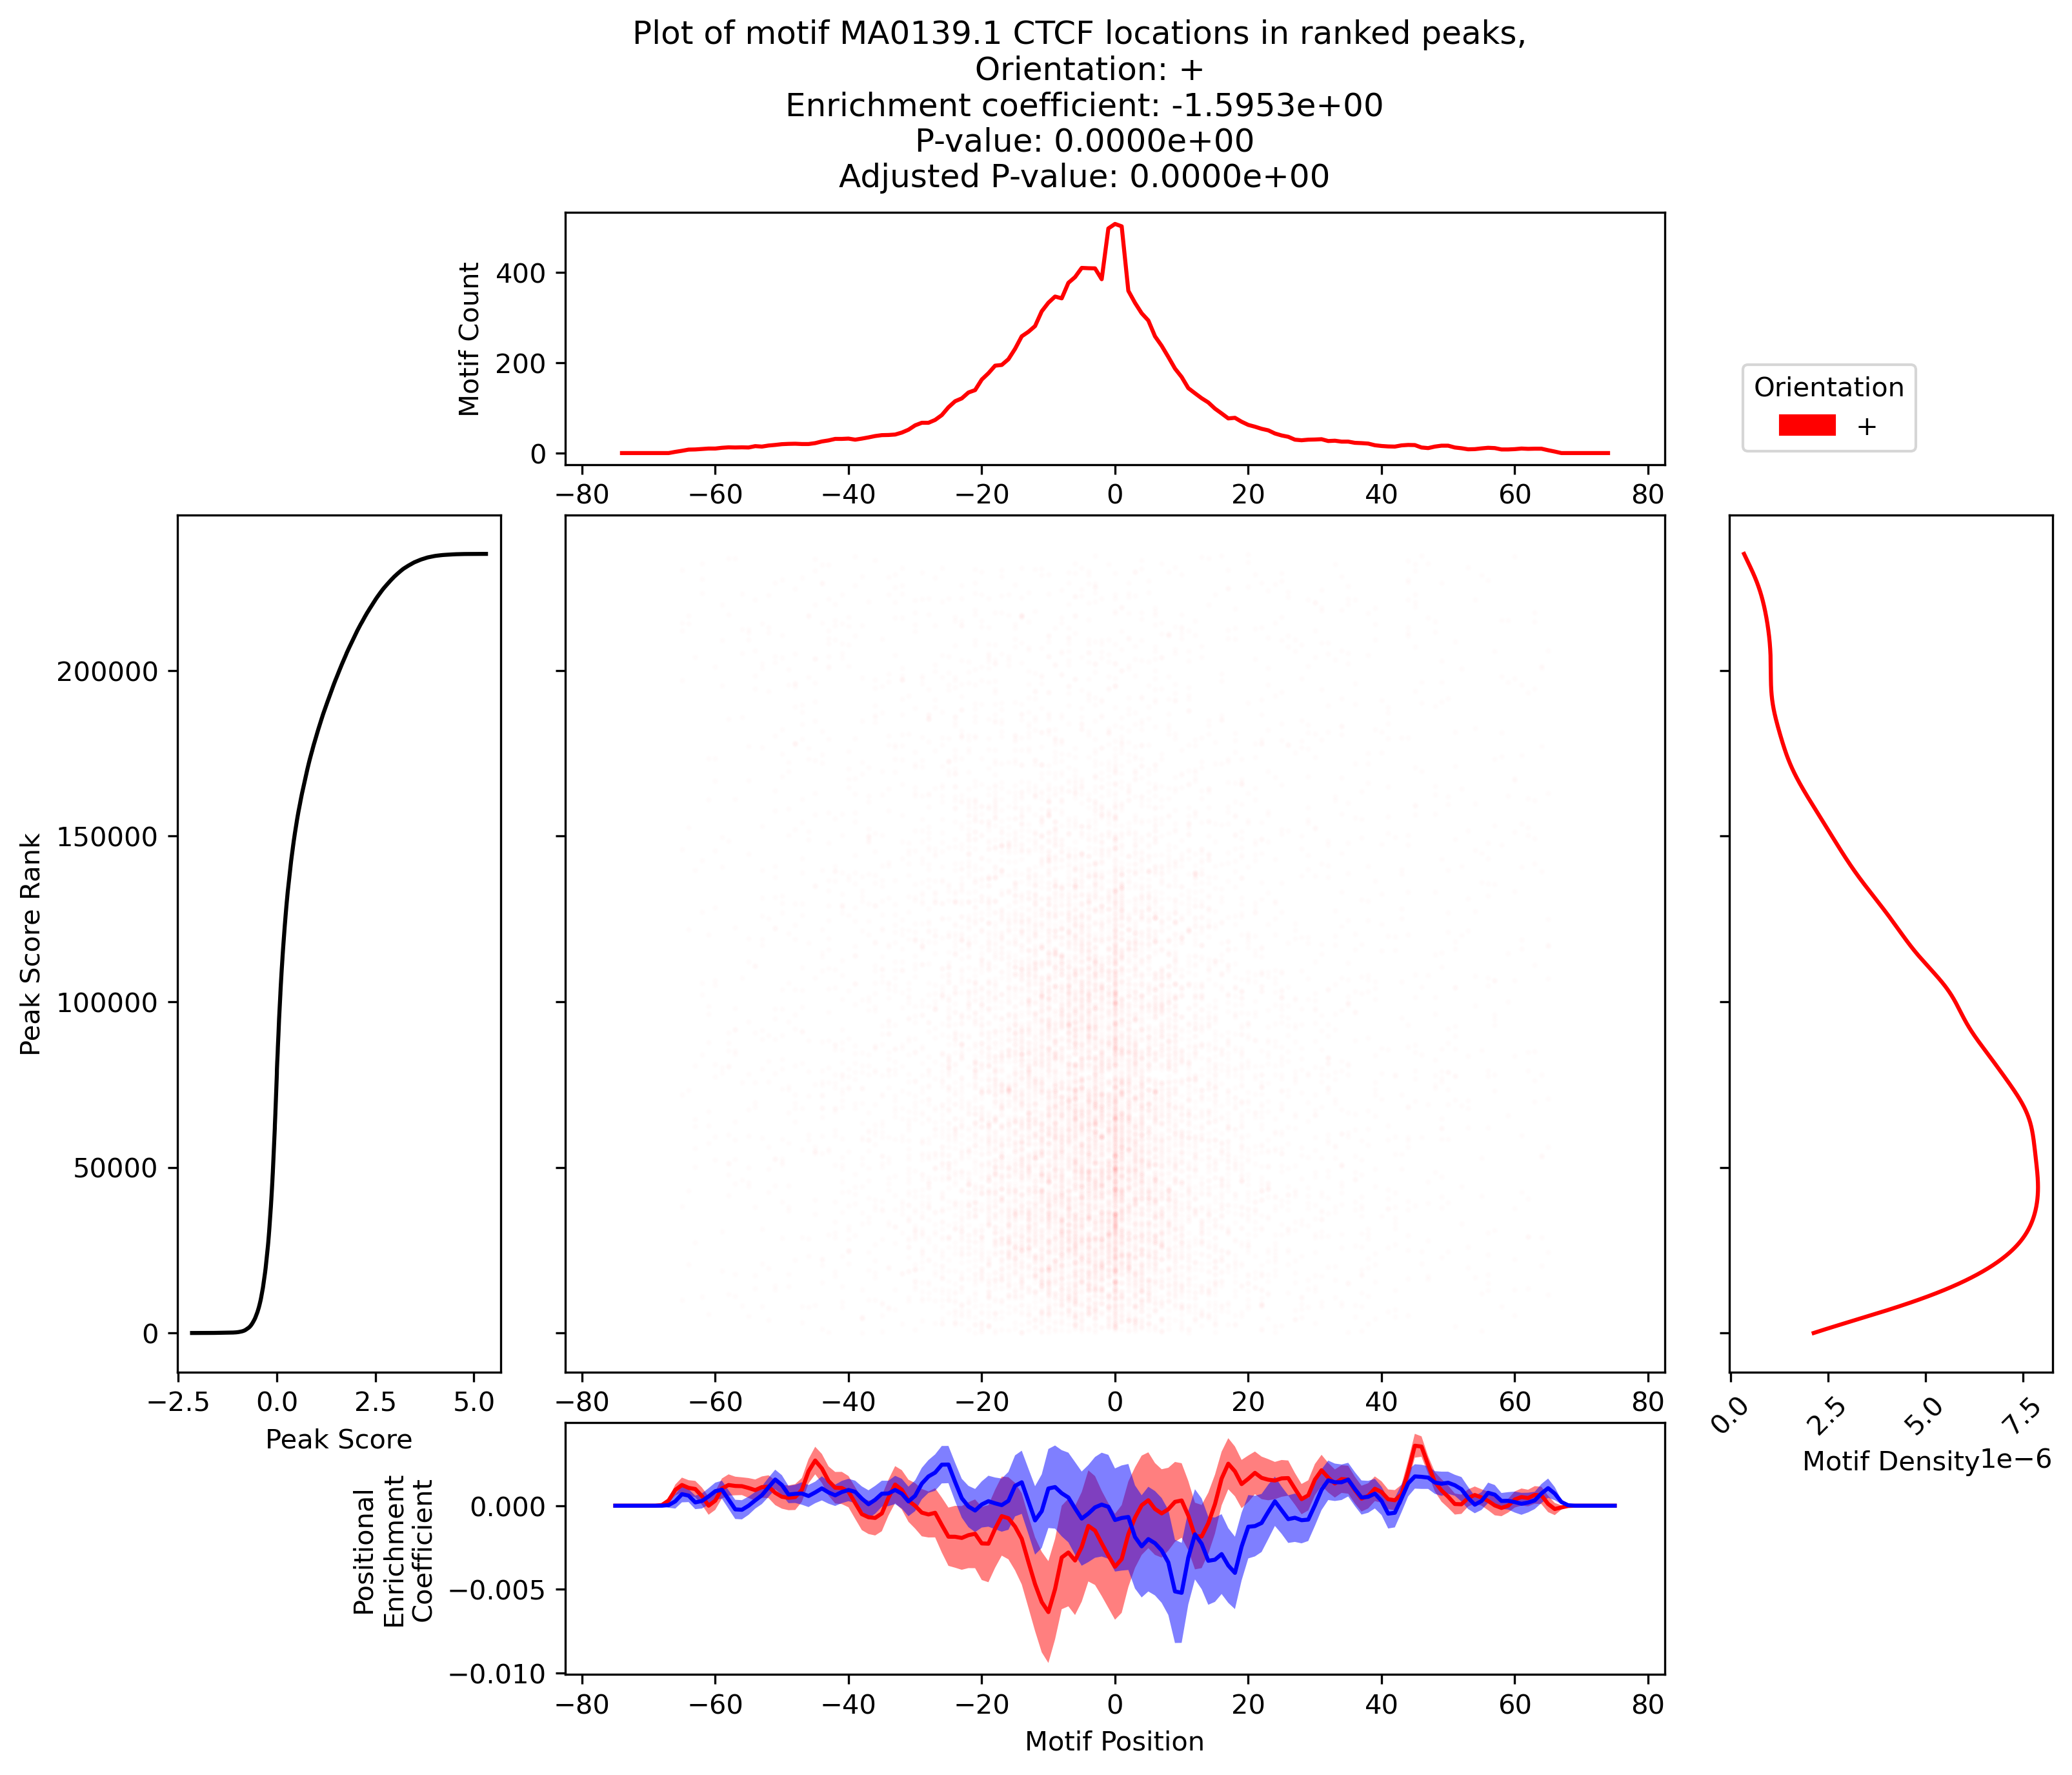 Plot of motif MA0139.1 CTCF locations in ranked peaks,
Orientation: +
Enrichment coefficient: -1.5953e+00
P-value: 0.0000e+00
Adjusted P-value: 0.0000e+00
Motif Count
400
200
0
−80 −60 −40 −20 0 20 40 60 80
Orientation
+
Peak Score Rank
200000
150000
100000
50000
0
−2.5 0.0 2.5 5.0
Peak Score
−80 −60 −40 −20 0 20 40 60 80
0.0 2.5 5.0 7.5
Motif Density
1e−6
Positional
Enrichment
Coefficient
0.000
−0.005
−0.010
−80 −60 −40 −20 0 20 40 60 80
Motif Position